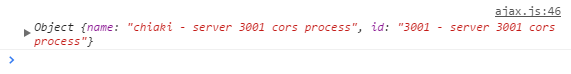 ajax.js:46
Object {name: "chiaki - server 3001 cors process", id: "3001 - server 3001 cors
process"}